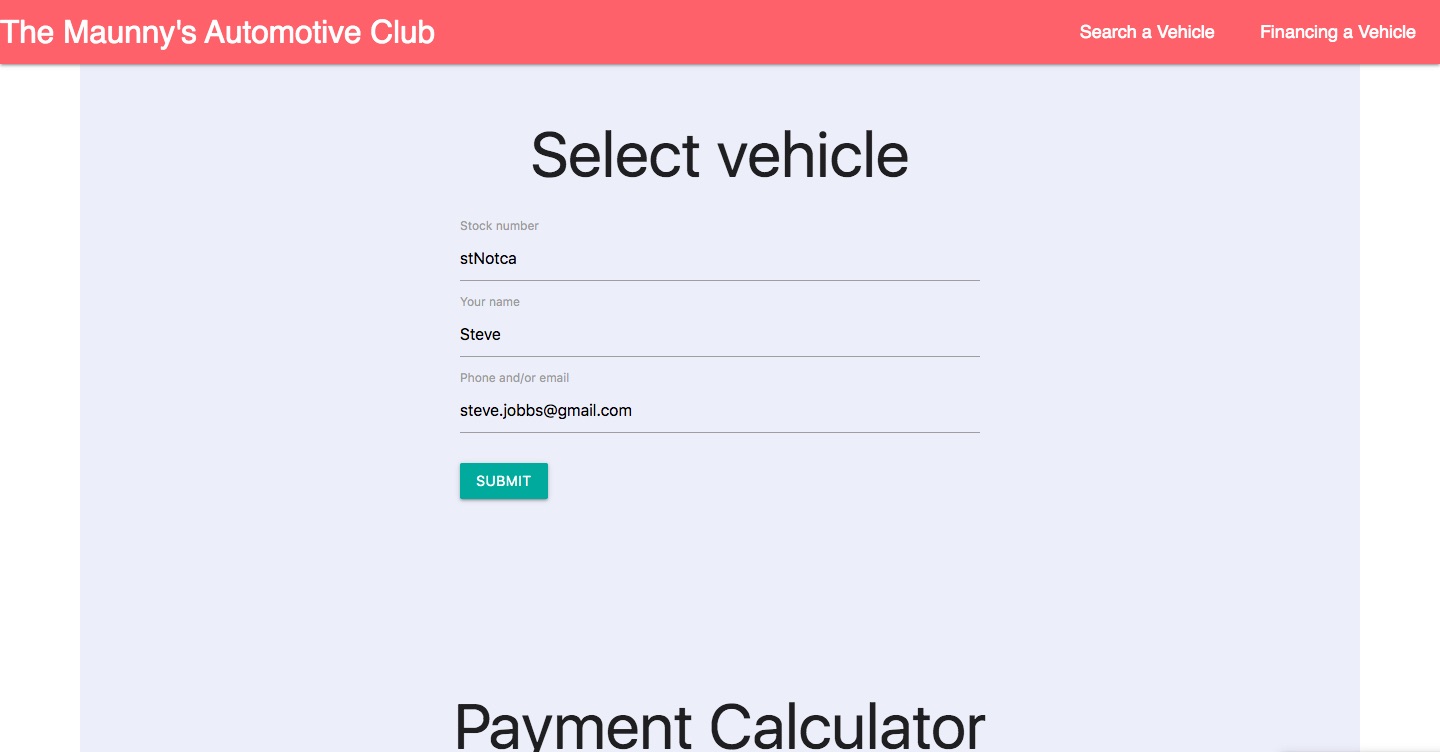 The Maunny's Automotive Club
Search a Vehicle
Financing a Vehicle
Select vehicle
Stock number
stNotca
Your name
Steve
Phone and/or email
steve.jobbs@gmail.com
SUBMIT
Payment Calculator